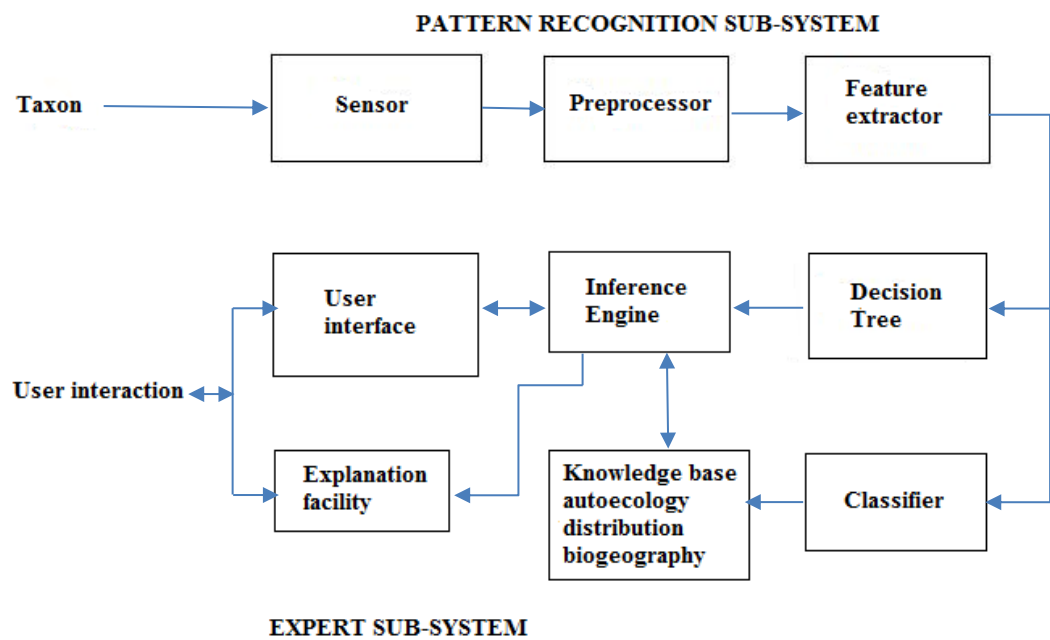 PATTERN RECOGNITION SUB-SYSTEM
Taxon
Sensor
Preprocessor
Feature
extractor
User
interface
Inference
Engine
Decision
Tree
User interaction
Explanation
facility
Knowledge base
autoecology
distribution
biogeography
Classifier
EXPERT SUB-SYSTEM